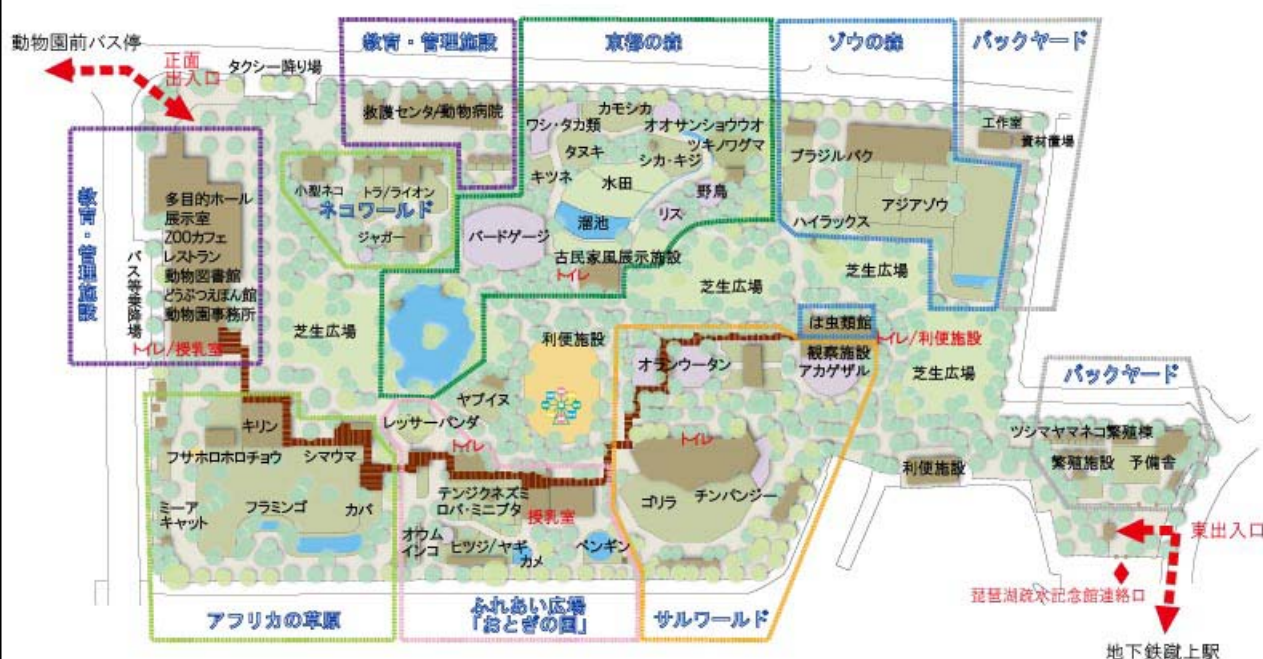 教育・管理施設
京都の森
ゾウの森
バックヤード
動物園前バス停
正面
出入口
タクシー降り場
救護センタ/動物病院
カモシカ
ワシ・タカ類
オオサンショウウオ
タヌキ
ツキノワグマ
シカ・キジ
キツネ
水田
野鳥
リス
溜池
バードゲージ
古民家風展示施設
トイレ
工作室
資材置場
ブラジルバク
アジアゾウ
ハイラックス
小型ネコ
トラ/ライオン
ネコワールド
ジャガー
教育・管理施設
多目的ホール
展示室
ZOOカフェ
レストラン
動物図書館
どうぶつえほん館
動物園事務所
トイレ/授乳室
バス等乗降場
芝生広場
芝生広場
芝生広場
利便施設
は虫類館
トイレ/利便施設
オランウータン
観察施設
アカゲザル
芝生広場
バックヤード
ヤブイヌ
レッサーパンダ
トイレ
トイレ
キリン
フサホロホロチョウ
シマウマ
ツシマヤマネコ繁殖棟
繁殖施設
予備舎
利便施設
テンジクネズミ
ロバ・ミニブタ
授乳室
ゴリラ
チンパンジー
ミーア
キャット
フラミンゴ
カバ
オウム
インコ
ヒツジ/ヤギ
カメ
ペンギン
東出入口
琵琶湖疏水記念館連絡口
アフリカの草原
ふれあい広場
「おとぎの国」
サルワールド
地下鉄蹴上駅